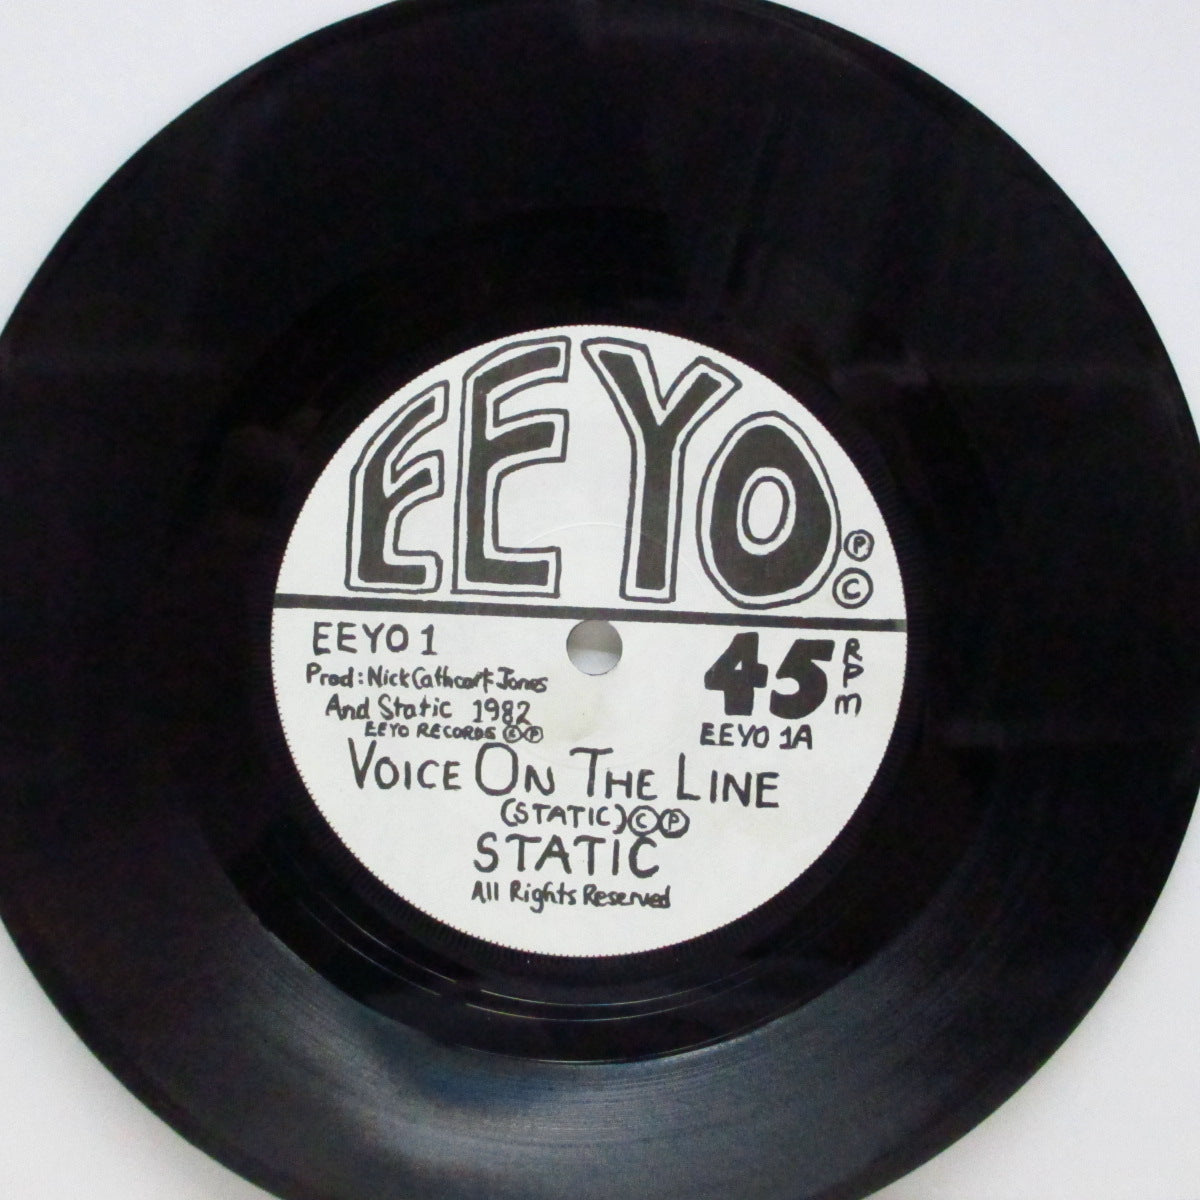 EEYO.
Ⓟ
©
EEYO 1
Prod: Nick Cathcart-Jones
And Static 1982
EEYO RECORDS © Ⓟ
45 RPM
EEYO 1A
VOICE ON THE LINE
(STATIC) © Ⓟ
STATIC
All Rights Reserved